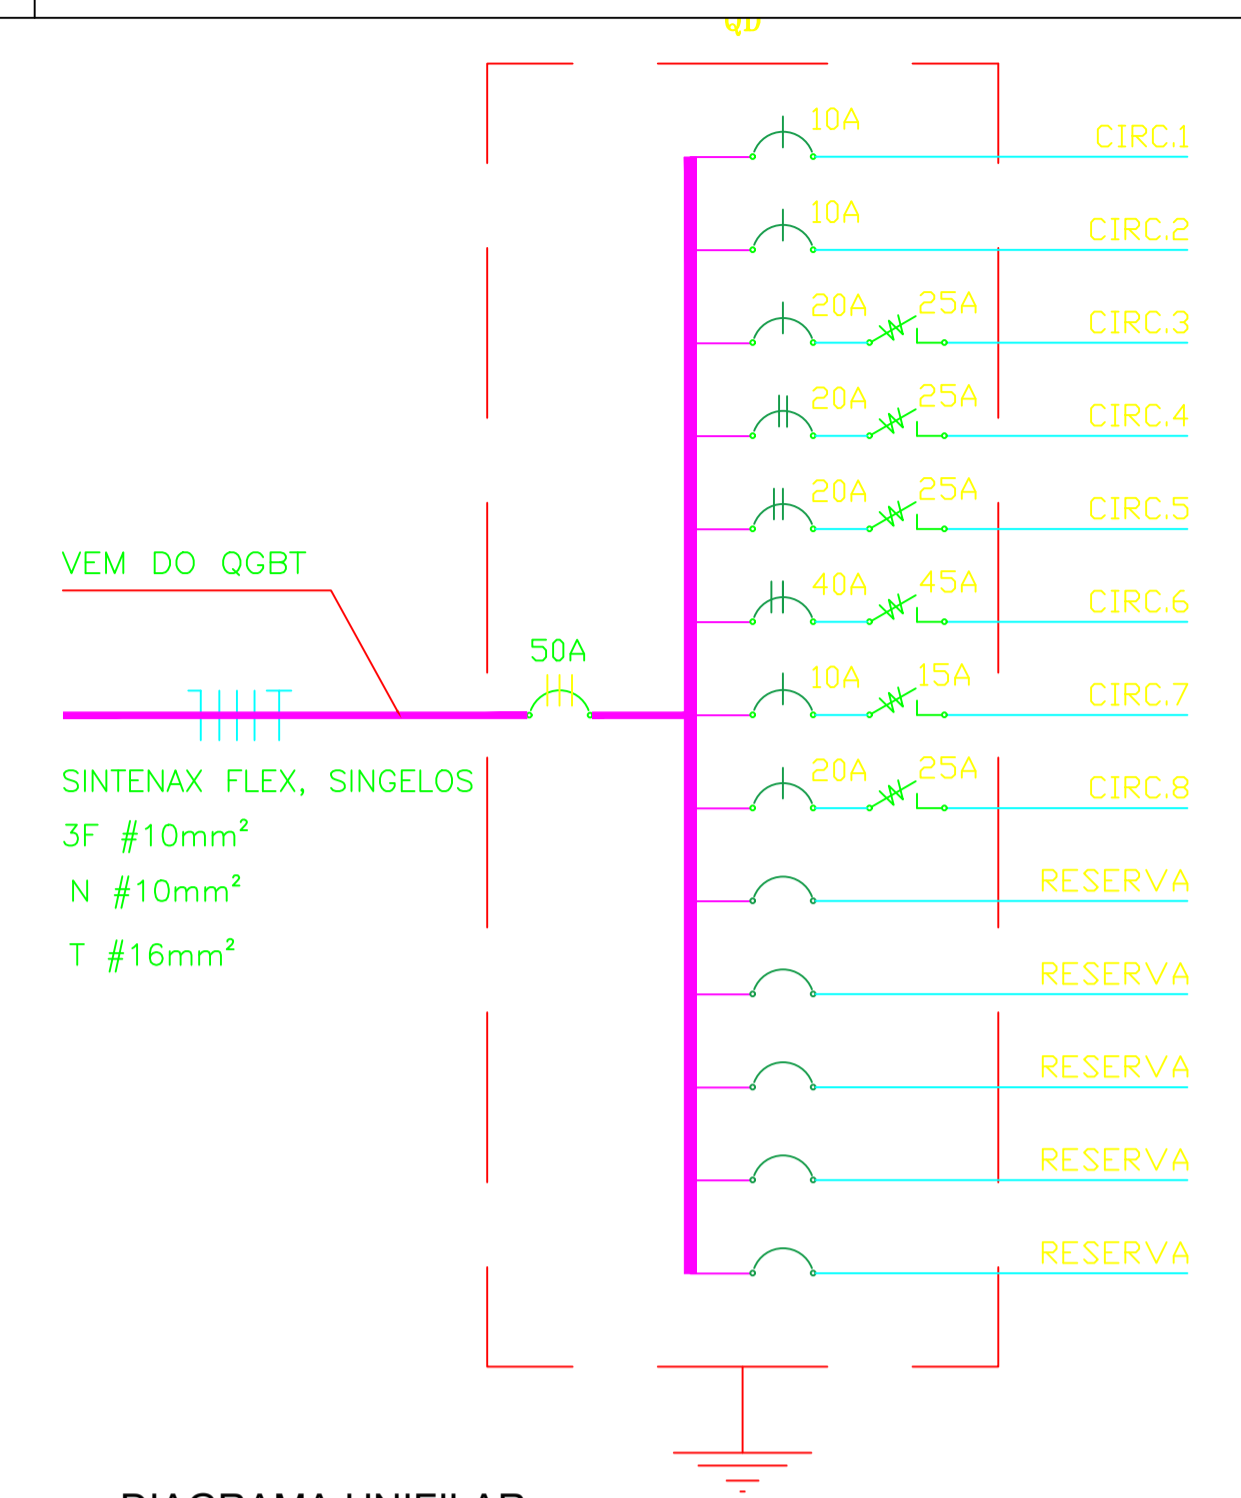 QD
10A CIRC.1
10A CIRC.2
20A 25A CIRC.3
20A 25A CIRC.4
20A 25A CIRC.5
VEM DO QGBT
40A 45A CIRC.6
50A
10A 15A CIRC.7
SINTENAX FLEX, SINGELOS
20A 25A CIRC.8
3F #10mm²
N #10mm²
RESERVA
T #16mm²
RESERVA
RESERVA
RESERVA
RESERVA
DIAGRAMA UNIFILAR